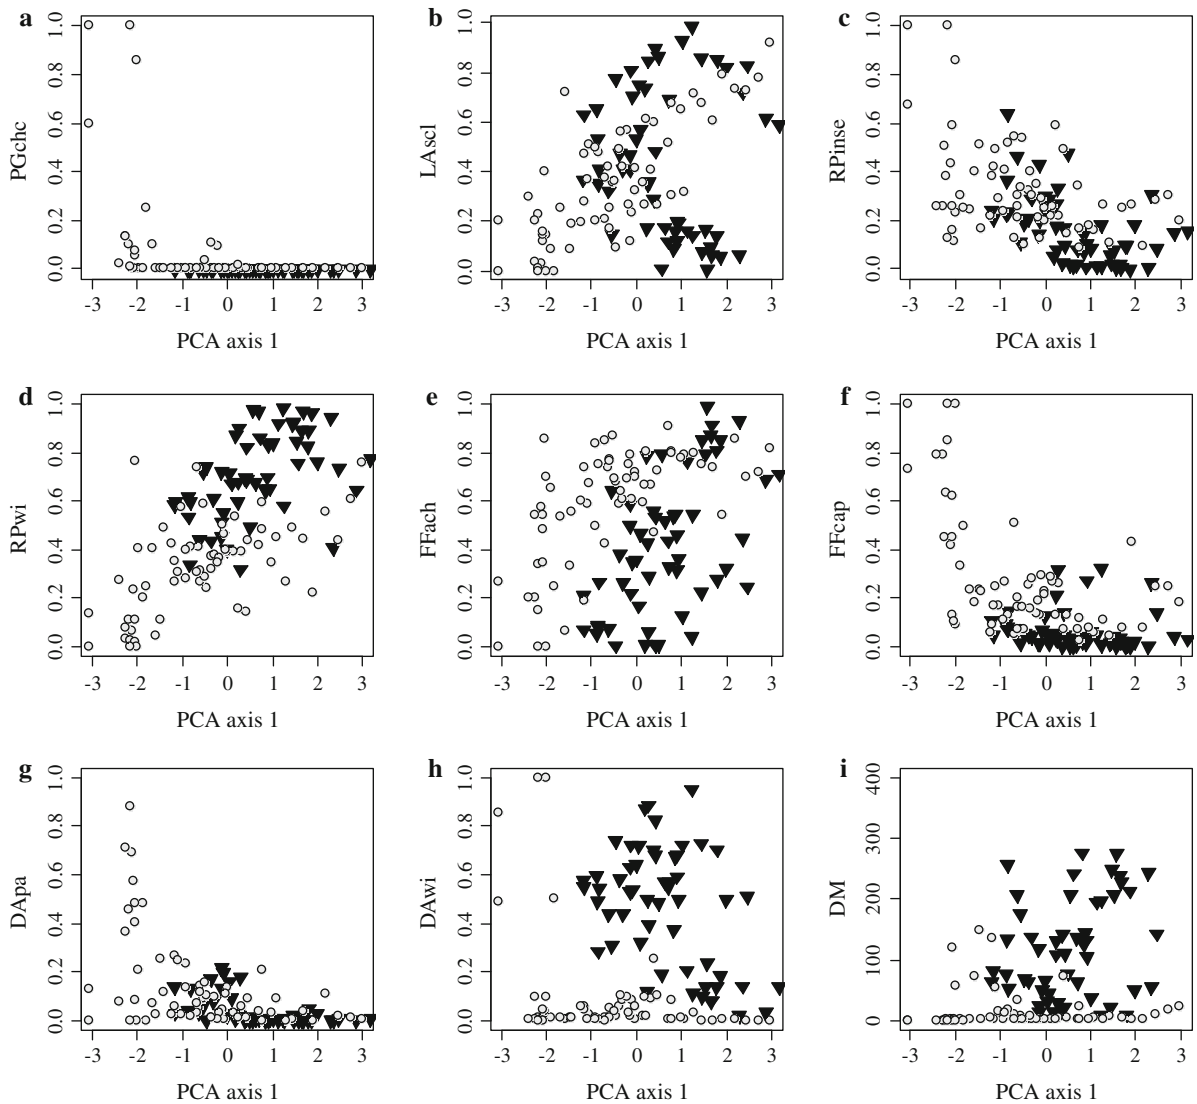 a
b
c
PGchc
0.0 0.2 0.4 0.6 0.8 1.0
-3 -2 -1 0 1 2 3
PCA axis 1
LAscl
0.0 0.2 0.4 0.6 0.8 1.0
-3 -2 -1 0 1 2 3
PCA axis 1
RPinse
0.0 0.2 0.4 0.6 0.8 1.0
-3 -2 -1 0 1 2 3
PCA axis 1
d
e
f
RPwi
0.0 0.2 0.4 0.6 0.8 1.0
-3 -2 -1 0 1 2 3
PCA axis 1
FFach
0.0 0.2 0.4 0.6 0.8 1.0
-3 -2 -1 0 1 2 3
PCA axis 1
FFcap
0.0 0.2 0.4 0.6 0.8 1.0
-3 -2 -1 0 1 2 3
PCA axis 1
g
h
i
DApa
0.0 0.2 0.4 0.6 0.8 1.0
-3 -2 -1 0 1 2 3
PCA axis 1
DAwi
0.0 0.2 0.4 0.6 0.8 1.0
-3 -2 -1 0 1 2 3
PCA axis 1
DM
0 100 200 300 400
-3 -2 -1 0 1 2 3
PCA axis 1